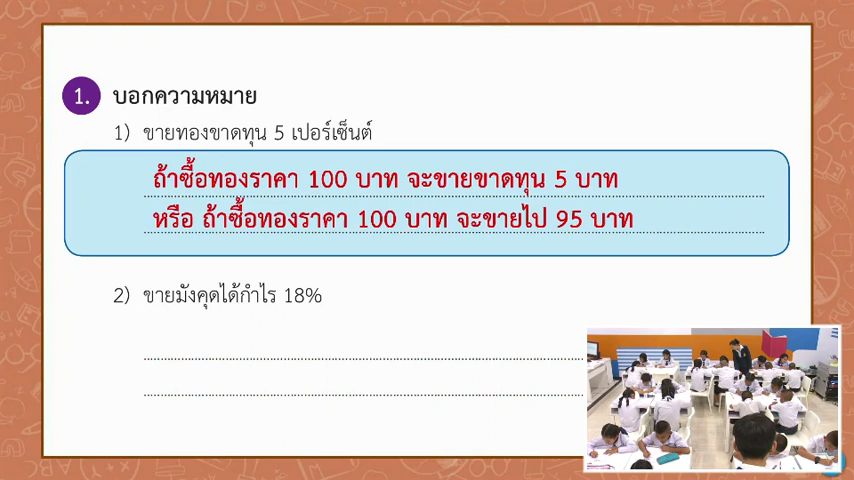 1. บอกความหมาย
1) ขายทองขาดทุน 5 เปอร์เซ็นต์
ถ้าซื้อทองราคา 100 บาท จะขายขาดทุน 5 บาท
หรือ ถ้าซื้อทองราคา 100 บาท จะขายไป 95 บาท
2) ขายมังคุดได้กำไร 18%